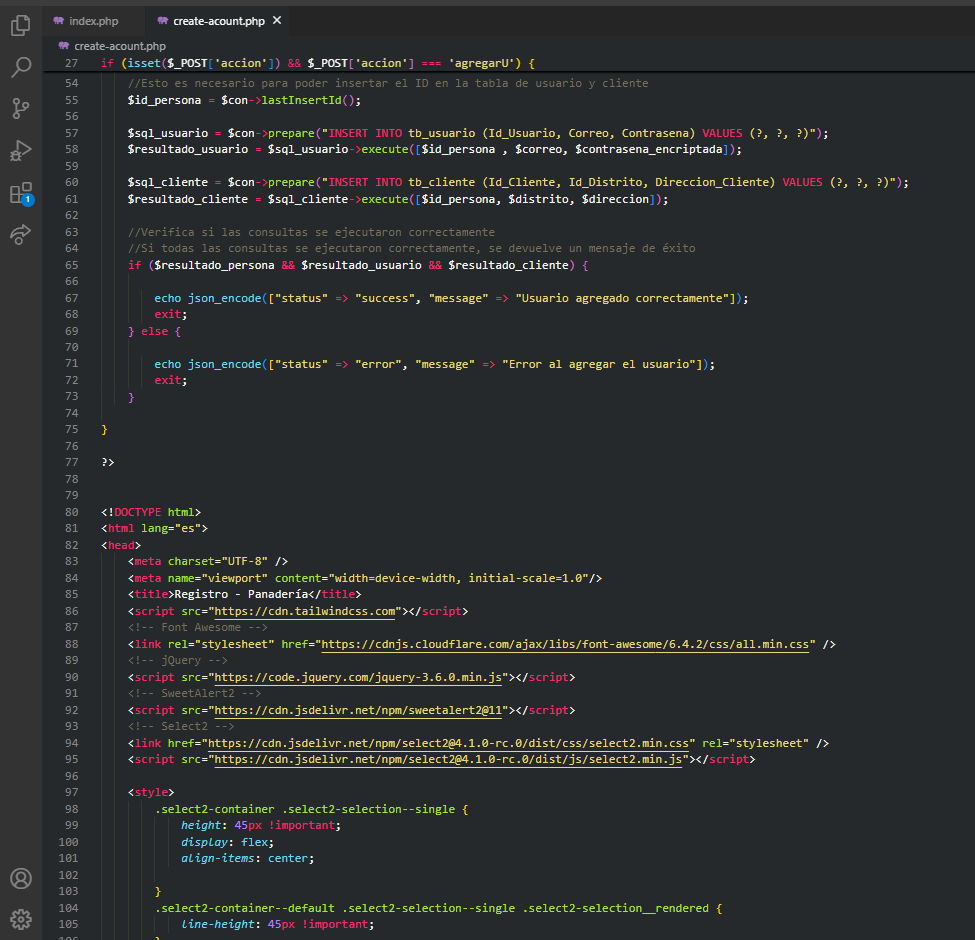 index.php
create-acount.php ×
create-acount.php
27 if (isset($_POST['accion']) && $_POST['accion'] === 'agregarU') {
54 //Esto es necesario para poder insertar el ID en la tabla de usuario y cliente
55 $id_persona = $con->lastInsertId();
56
57 $sql_usuario = $con->prepare("INSERT INTO tb_usuario (Id_Usuario, Correo, Contrasena) VALUES (?, ?, ?)");
58 $resultado_usuario = $sql_usuario->execute([$id_persona , $correo, $contrasena_encriptada]);
59
60 $sql_cliente = $con->prepare("INSERT INTO tb_cliente (Id_Cliente, Id_Distrito, Direccion_Cliente) VALUES (?, ?, ?)");
61 $resultado_cliente = $sql_cliente->execute([$id_persona, $distrito, $direccion]);
62
63 //Verifica si las consultas se ejecutaron correctamente
64 //Si todas las consultas se ejecutaron correctamente, se devuelve un mensaje de éxito
65 if ($resultado_persona && $resultado_usuario && $resultado_cliente) {
66
67 echo json_encode(["status" => "success", "message" => "Usuario agregado correctamente"]);
68 exit;
69 } else {
70
71 echo json_encode(["status" => "error", "message" => "Error al agregar el usuario"]);
72 exit;
73 }
74
75 }
76
77 ?>
78
79
80 <!DOCTYPE html>
81 <html lang="es">
82 <head>
83 <meta charset="UTF-8" />
84 <meta name="viewport" content="width=device-width, initial-scale=1.0"/>
85 <title>Registro - Panadería</title>
86 <script src="https://cdn.tailwindcss.com"></script>
87 <!-- Font Awesome -->
88 <link rel="stylesheet" href="https://cdnjs.cloudflare.com/ajax/libs/font-awesome/6.4.2/css/all.min.css" />
89 <!-- jQuery -->
90 <script src="https://code.jquery.com/jquery-3.6.0.min.js"></script>
91 <!-- SweetAlert2 -->
92 <script src="https://cdn.jsdelivr.net/npm/sweetalert2@11"></script>
93 <!-- Select2 -->
94 <link href="https://cdn.jsdelivr.net/npm/select2@4.1.0-rc.0/dist/css/select2.min.css" rel="stylesheet" />
95 <script src="https://cdn.jsdelivr.net/npm/select2@4.1.0-rc.0/dist/js/select2.min.js"></script>
96
97 <style>
98 .select2-container .select2-selection--single {
99 height: 45px !important;
100 display: flex;
101 align-items: center;
102
103 }
104 .select2-container--default .select2-selection--single .select2-selection__rendered {
105 line-height: 45px !important;
1